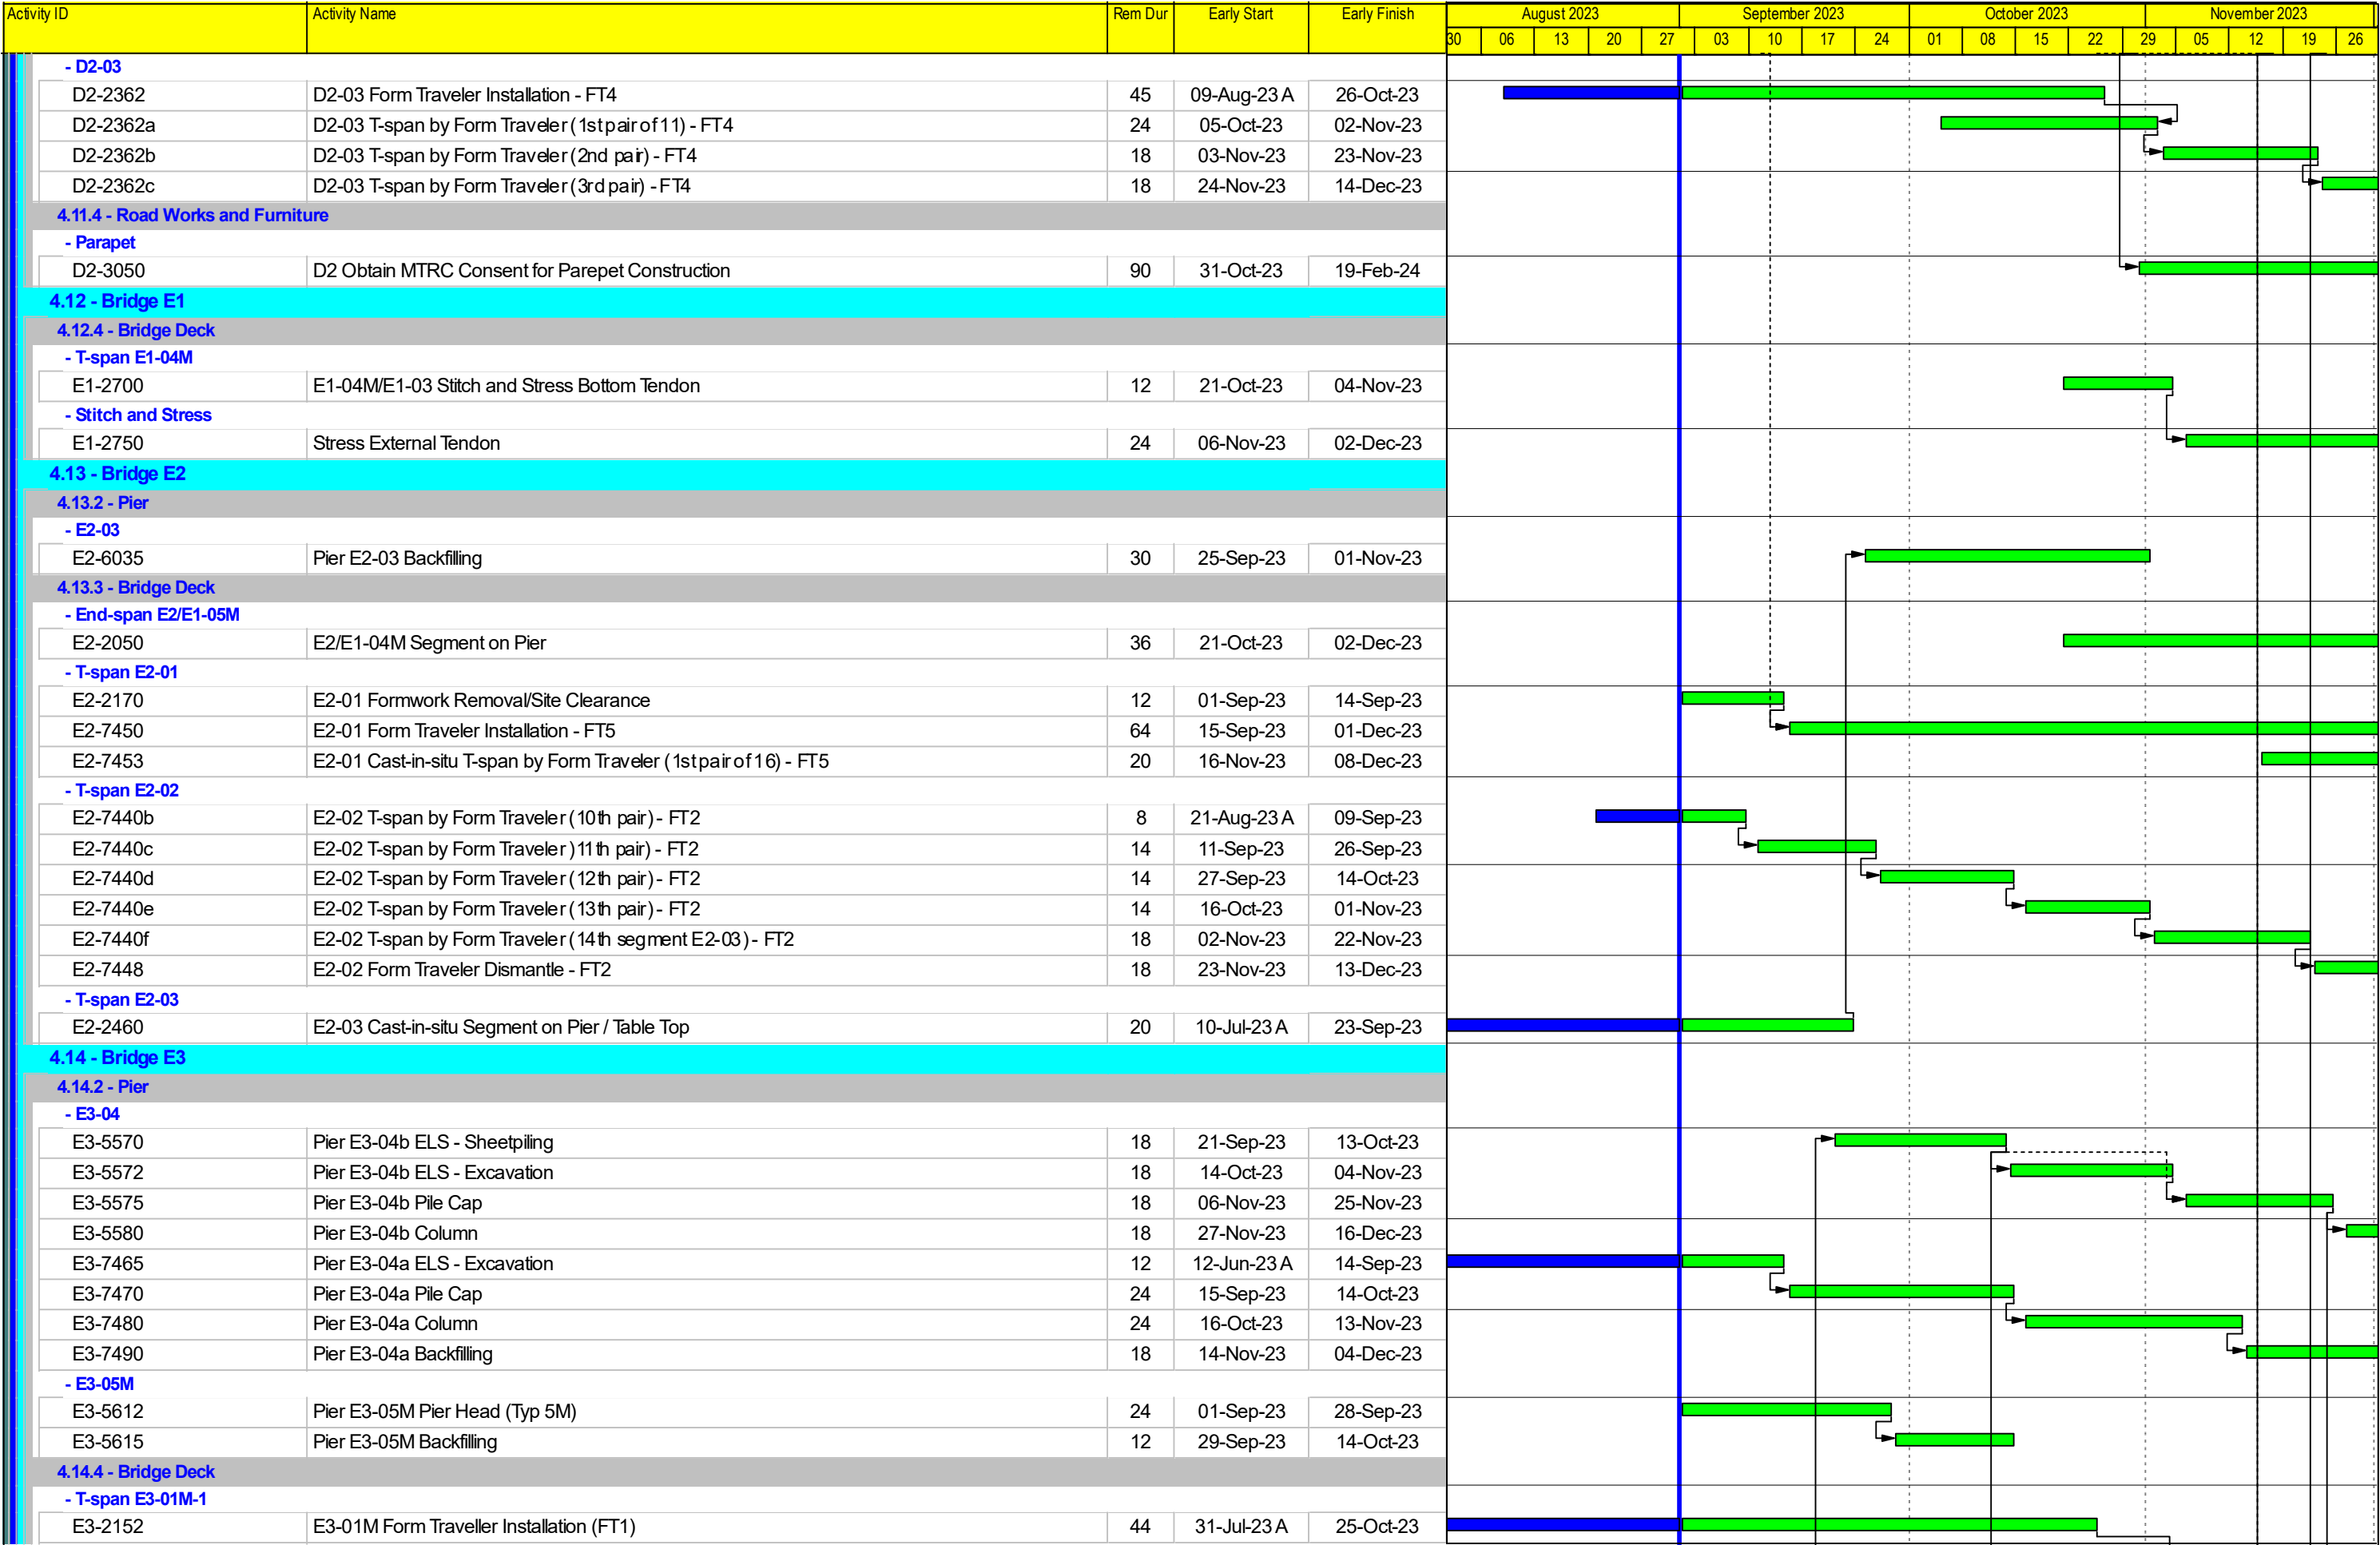 Activity ID Activity Name Rem Dur Early Start Early Finish August 2023 September 2023 October 2023 November 2023
30 06 13 20 27 03 10 17 24 01 08 15 22 29 05 12 19 26
- D2-03
D2-2362 D2-03 Form Traveler Installation - FT4 45 09-Aug-23 A 26-Oct-23
D2-2362a D2-03 T-span by Form Traveler (1st pair of 11) - FT4 24 05-Oct-23 02-Nov-23
D2-2362b D2-03 T-span by Form Traveler (2nd pair) - FT4 18 03-Nov-23 23-Nov-23
D2-2362c D2-03 T-span by Form Traveler (3rd pair) - FT4 18 24-Nov-23 14-Dec-23
4.11.4 - Road Works and Furniture
- Parapet
D2-3050 D2 Obtain MTRC Consent for Parepet Construction 90 31-Oct-23 19-Feb-24
4.12 - Bridge E1
4.12.4 - Bridge Deck
- T-span E1-04M
E1-2700 E1-04M/E1-03 Stitch and Stress Bottom Tendon 12 21-Oct-23 04-Nov-23
- Stitch and Stress
E1-2750 Stress External Tendon 24 06-Nov-23 02-Dec-23
4.13 - Bridge E2
4.13.2 - Pier
- E2-03
E2-6035 Pier E2-03 Backfilling 30 25-Sep-23 01-Nov-23
4.13.3 - Bridge Deck
- End-span E2/E1-05M
E2-2050 E2/E1-04M Segment on Pier 36 21-Oct-23 02-Dec-23
- T-span E2-01
E2-2170 E2-01 Formwork Removal/Site Clearance 12 01-Sep-23 14-Sep-23
E2-7450 E2-01 Form Traveler Installation - FT5 64 15-Sep-23 01-Dec-23
E2-7453 E2-01 Cast-in-situ T-span by Form Traveler (1st pair of 16) - FT5 20 16-Nov-23 08-Dec-23
- T-span E2-02
E2-7440b E2-02 T-span by Form Traveler (10th pair) - FT2 8 21-Aug-23 A 09-Sep-23
E2-7440c E2-02 T-span by Form Traveler )11th pair) - FT2 14 11-Sep-23 26-Sep-23
E2-7440d E2-02 T-span by Form Traveler (12th pair) - FT2 14 27-Sep-23 14-Oct-23
E2-7440e E2-02 T-span by Form Traveler (13th pair) - FT2 14 16-Oct-23 01-Nov-23
E2-7440f E2-02 T-span by Form Traveler (14th segment E2-03) - FT2 18 02-Nov-23 22-Nov-23
E2-7448 E2-02 Form Traveler Dismantle - FT2 18 23-Nov-23 13-Dec-23
- T-span E2-03
E2-2460 E2-03 Cast-in-situ Segment on Pier / Table Top 20 10-Jul-23 A 23-Sep-23
4.14 - Bridge E3
4.14.2 - Pier
- E3-04
E3-5570 Pier E3-04b ELS - Sheetpiling 18 21-Sep-23 13-Oct-23
E3-5572 Pier E3-04b ELS - Excavation 18 14-Oct-23 04-Nov-23
E3-5575 Pier E3-04b Pile Cap 18 06-Nov-23 25-Nov-23
E3-5580 Pier E3-04b Column 18 27-Nov-23 16-Dec-23
E3-7465 Pier E3-04a ELS - Excavation 12 12-Jun-23 A 14-Sep-23
E3-7470 Pier E3-04a Pile Cap 24 15-Sep-23 14-Oct-23
E3-7480 Pier E3-04a Column 24 16-Oct-23 13-Nov-23
E3-7490 Pier E3-04a Backfilling 18 14-Nov-23 04-Dec-23
- E3-05M
E3-5612 Pier E3-05M Pier Head (Typ 5M) 24 01-Sep-23 28-Sep-23
E3-5615 Pier E3-05M Backfilling 12 29-Sep-23 14-Oct-23
4.14.4 - Bridge Deck
- T-span E3-01M-1
E3-2152 E3-01M Form Traveller Installation (FT1) 44 31-Jul-23 A 25-Oct-23